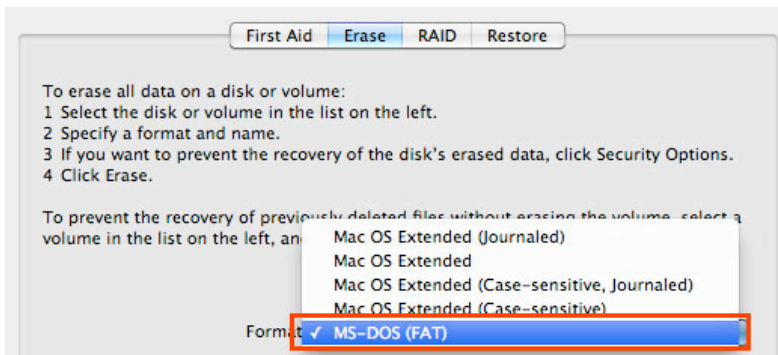 First Aid Erase RAID Restore
To erase all data on a disk or volume:
1 Select the disk or volume in the list on the left.
2 Specify a format and name.
3 If you want to prevent the recovery of the disk's erased data, click Security Options.
4 Click Erase.
To prevent the recovery of previously deleted files without erasing the volume, select a
volume in the list on the left, an
Mac OS Extended (Journaled)
Mac OS Extended
Mac OS Extended (Case-sensitive, Journaled)
Mac OS Extended (Case-sensitive)
Format ✓ MS-DOS (FAT)